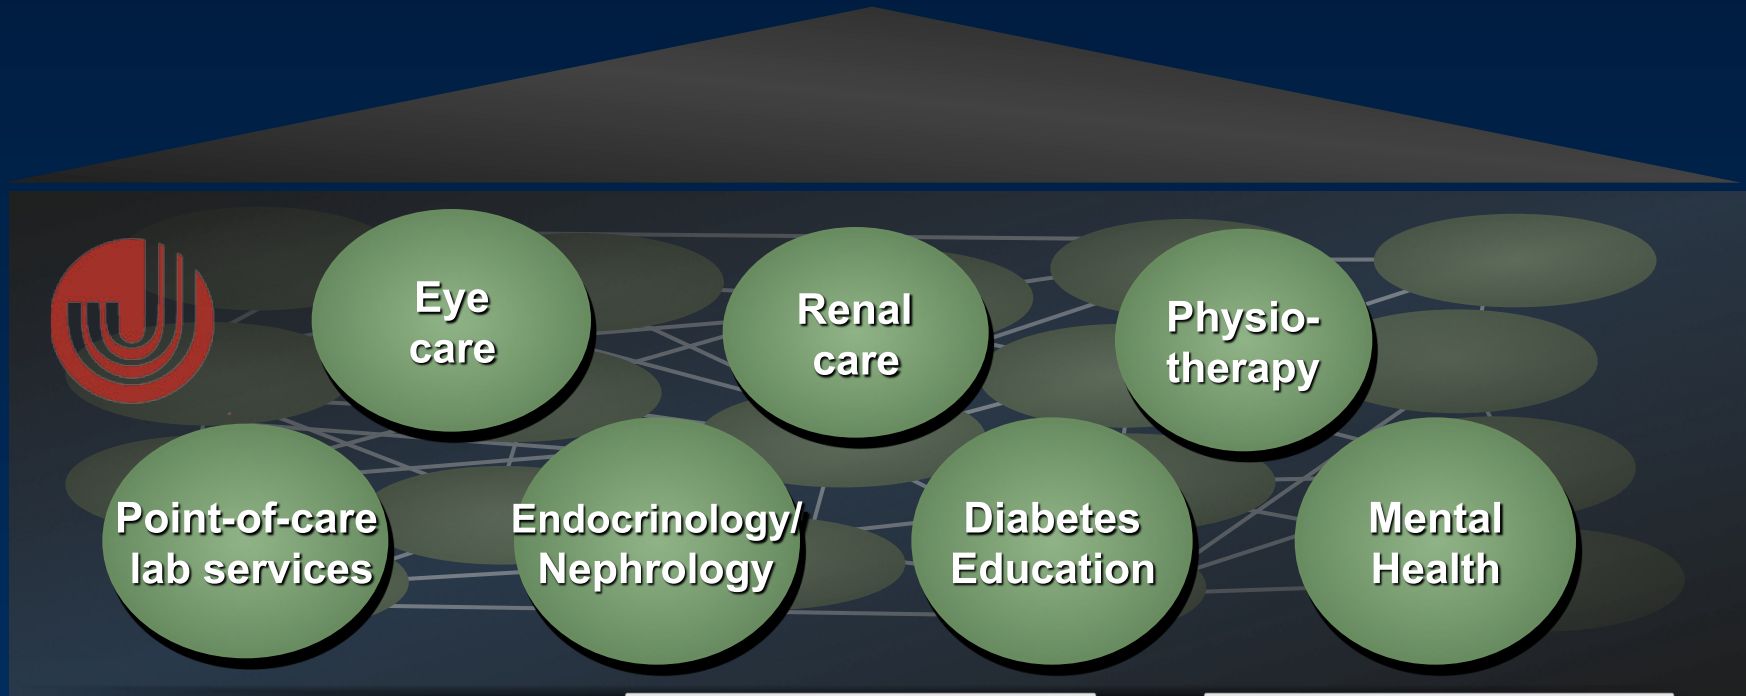 Eye
care
Renal
care
Physio-
therapy
Point-of-care
lab services
Endocrinology/
Nephrology
Diabetes
Education
Mental
Health